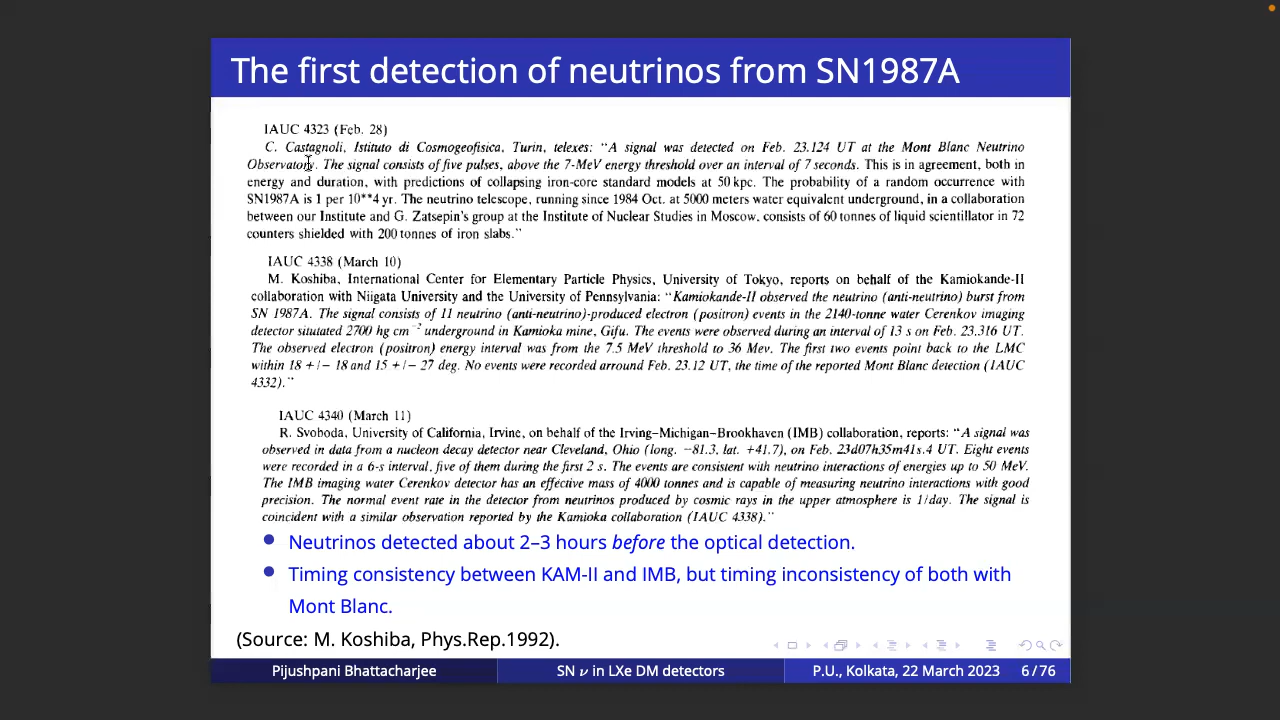 The first detection of neutrinos from SN1987A
IAUC 4323 (Feb. 28)
C. Castagnoli, Istituto di Cosmogeofisica, Turin, telexes: “A signal was detected on Feb. 23.124 UT at the Mont Blanc Neutrino
Observatory. The signal consists of five pulses, above the 7-MeV energy threshold over an interval of 7 seconds. This is in agreement, both in
energy and duration, with predictions of collapsing iron-core standard models at 50 kpc. The probability of a random occurrence with
SN1987A is 1 per 10**4 yr. The neutrino telescope, running since 1984 Oct. at 5000 meters water equivalent underground, in a collaboration
between our Institute and G. Zatsepin's group at the Institute of Nuclear Studies in Moscow, consists of 60 tonnes of liquid scientillator in 72
counters shielded with 200 tonnes of iron slabs.”
IAUC 4338 (March 10)
M. Koshiba, International Center for Elementary Particle Physics, University of Tokyo, reports on behalf of the Kamiokande-II
collaboration with Niigata University and the University of Pennsylvania: “Kamiokande-II observed the neutrino (anti-neutrino) burst from
SN 1987A. The signal consists of 11 neutrino (anti-neutrino)-produced electron (positron) events in the 2140-tonne water Cerenkov imaging
detector situtated 2700 hg cm⁻² underground in Kamioka mine, Gifu. The events were observed during an interval of 13 s on Feb. 23.316 UT.
The observed electron (positron) energy interval was from the 7.5 MeV threshold to 36 Mev. The first two events point back to the LMC
within 18 +/− 18 and 15 +/− 27 deg. No events were recorded arround Feb. 23.12 UT, the time of the reported Mont Blanc detection (IAUC
4332).”
IAUC 4340 (March 11)
R. Svoboda, University of California, Irvine, on behalf of the Irving–Michigan–Brookhaven (IMB) collaboration, reports: “A signal was
observed in data from a nucleon decay detector near Cleveland, Ohio (long. −81.3, lat. +41.7), on Feb. 23d07h35m41s.4 UT. Eight events
were recorded in a 6-s interval, five of them during the first 2 s. The events are consistent with neutrino interactions of energies up to 50 MeV.
The IMB imaging water Cerenkov detector has an effective mass of 4000 tonnes and is capable of measuring neutrino interactions with good
precision. The normal event rate in the detector from neutrinos produced by cosmic rays in the upper atmosphere is 1/day. The signal is
coincident with a similar observation reported by the Kamioka collaboration (IAUC 4338).”
Neutrinos detected about 2–3 hours before the optical detection.
Timing consistency between KAM-II and IMB, but timing inconsistency of both with
Mont Blanc.
(Source: M. Koshiba, Phys.Rep.1992).
Pijushpani Bhattacharjee SN ν in LXe DM detectors P.U., Kolkata, 22 March 2023 6 / 76